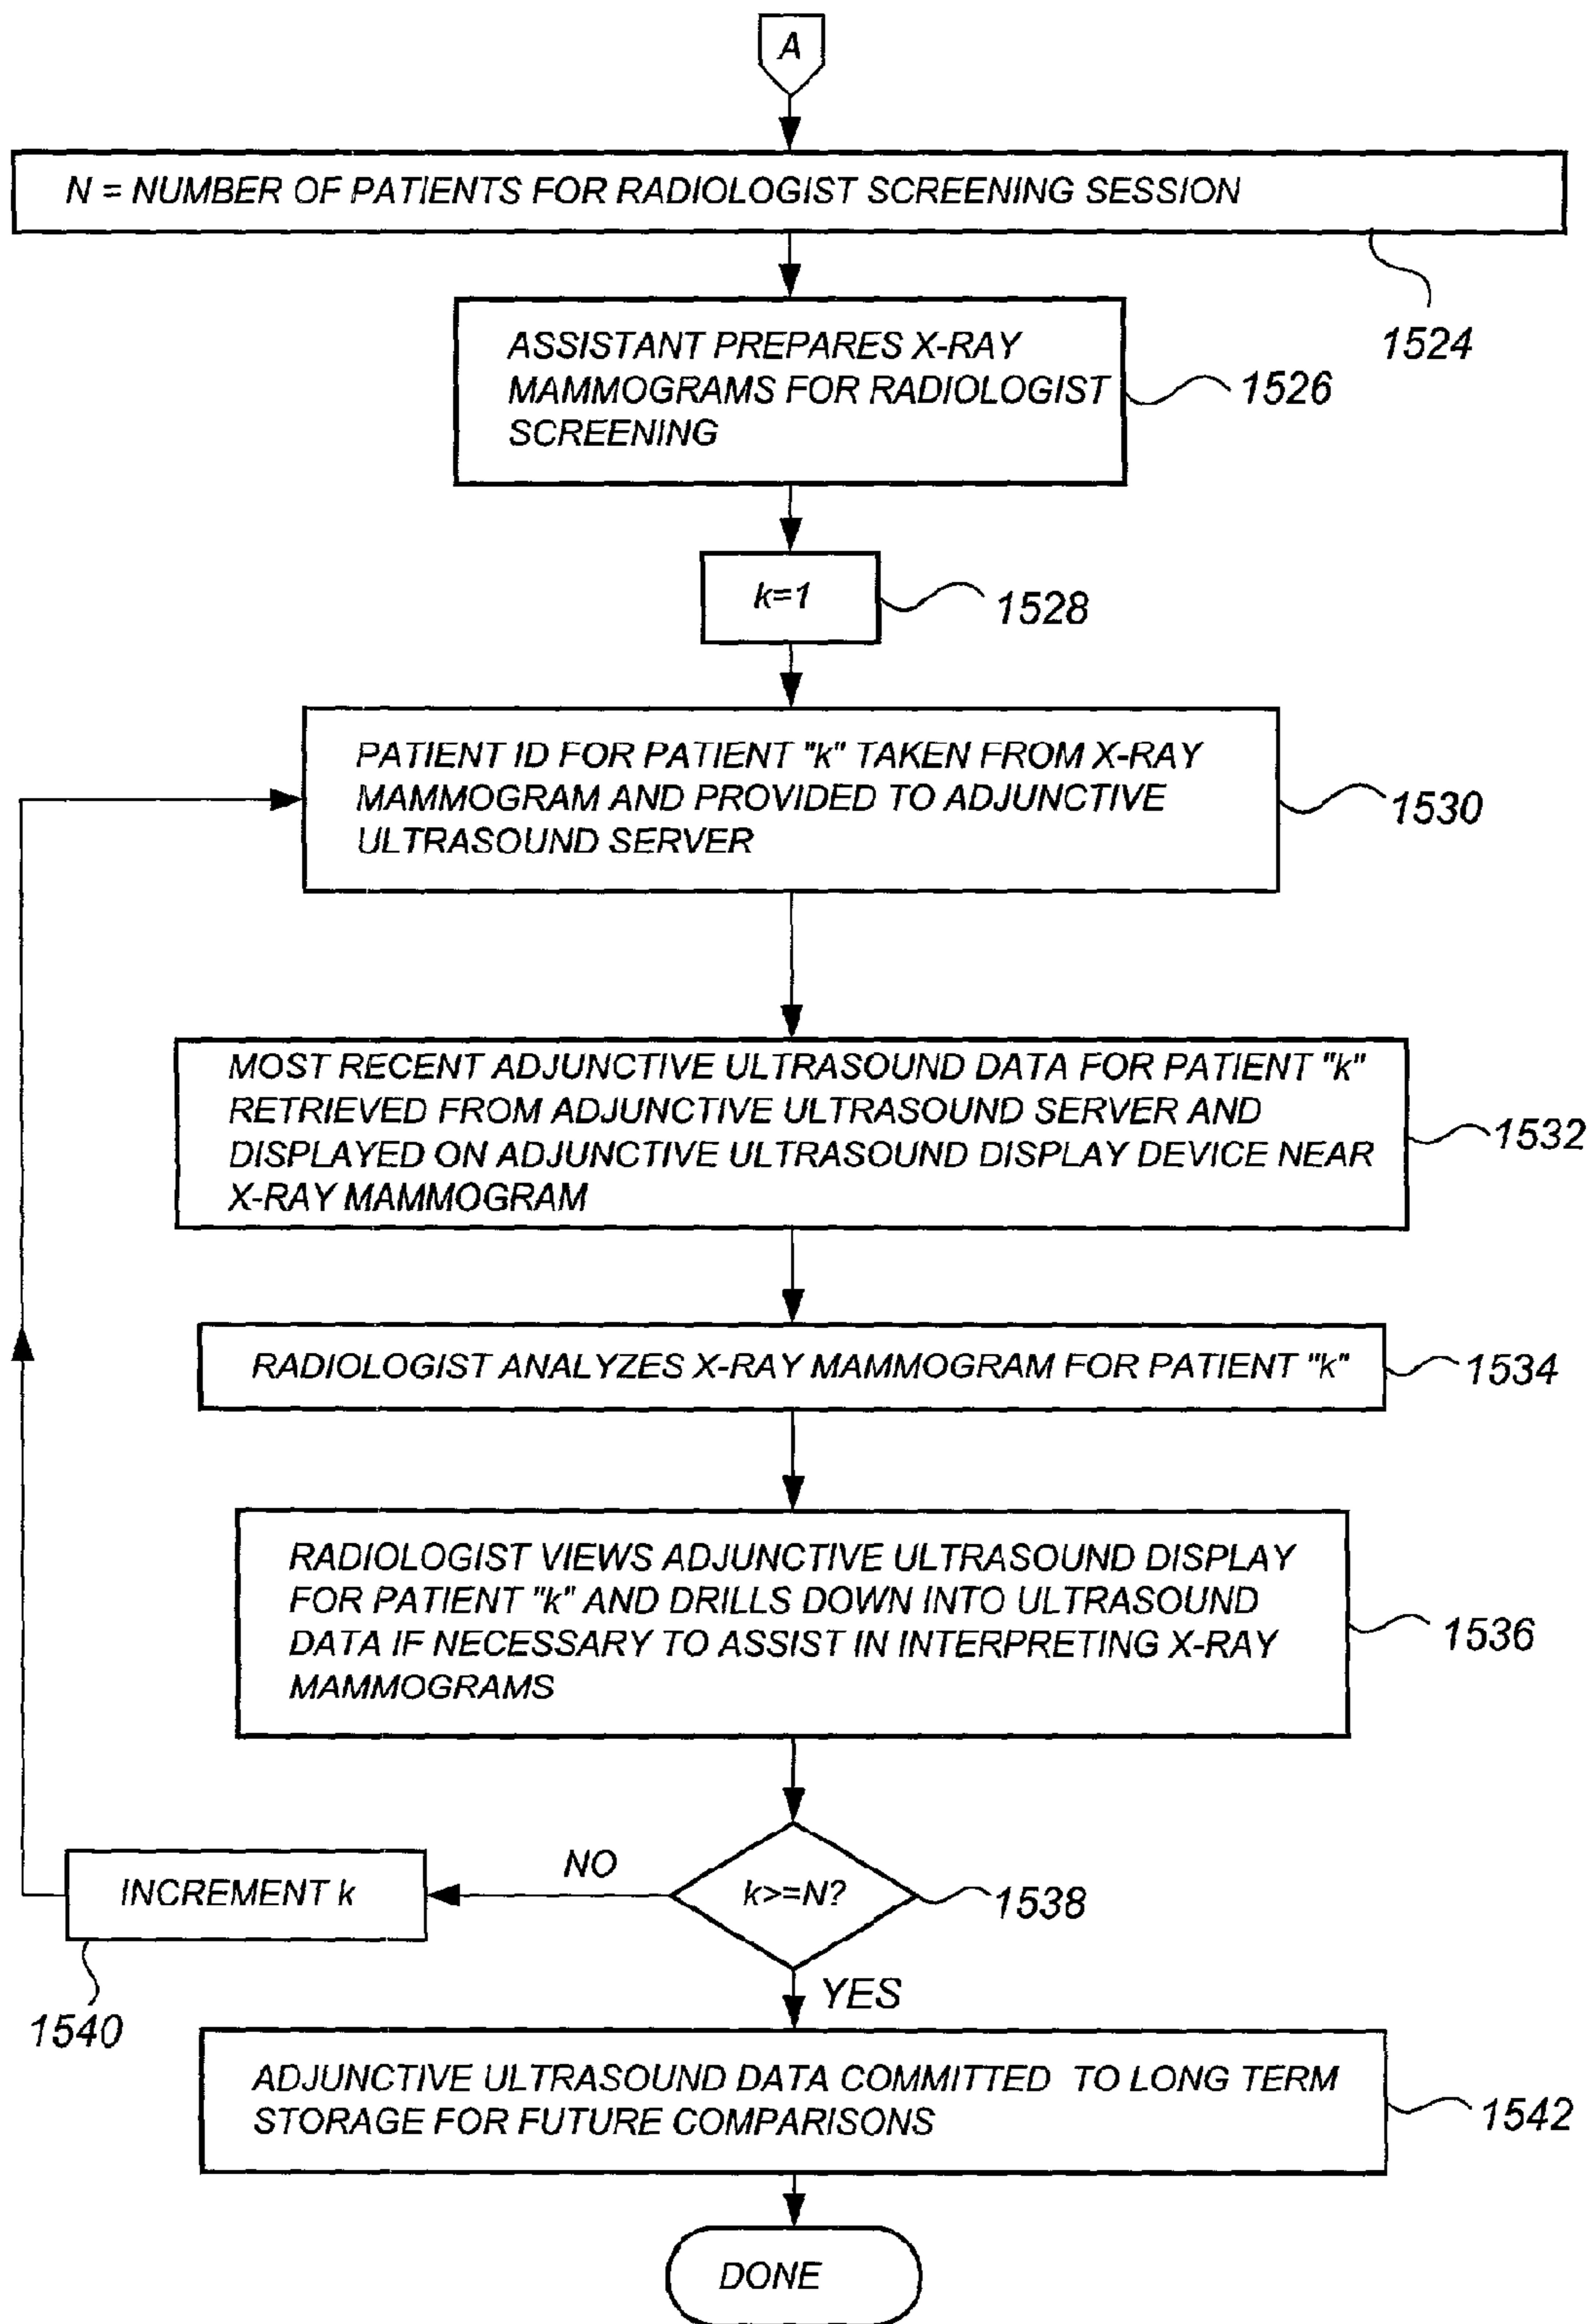 A
N = NUMBER OF PATIENTS FOR RADIOLOGIST SCREENING SESSION
1524
ASSISTANT PREPARES X-RAY
MAMMOGRAMS FOR RADIOLOGIST
SCREENING
1526
k=1
1528
PATIENT ID FOR PATIENT "k" TAKEN FROM X-RAY
MAMMOGRAM AND PROVIDED TO ADJUNCTIVE
ULTRASOUND SERVER
1530
MOST RECENT ADJUNCTIVE ULTRASOUND DATA FOR PATIENT "k"
RETRIEVED FROM ADJUNCTIVE ULTRASOUND SERVER AND
DISPLAYED ON ADJUNCTIVE ULTRASOUND DISPLAY DEVICE NEAR
X-RAY MAMMOGRAM
1532
RADIOLOGIST ANALYZES X-RAY MAMMOGRAM FOR PATIENT "k"
1534
RADIOLOGIST VIEWS ADJUNCTIVE ULTRASOUND DISPLAY
FOR PATIENT "k" AND DRILLS DOWN INTO ULTRASOUND
DATA IF NECESSARY TO ASSIST IN INTERPRETING X-RAY
MAMMOGRAMS
1536
k>=N?
1538
NO
INCREMENT k
1540
YES
ADJUNCTIVE ULTRASOUND DATA COMMITTED TO LONG TERM
STORAGE FOR FUTURE COMPARISONS
1542
DONE